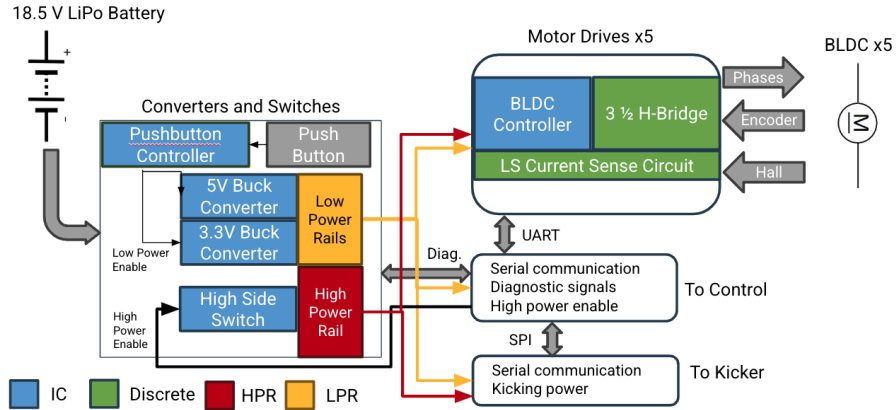 18.5 V LiPo Battery
+
-
Converters and Switches
Pushbutton
Controller
Push
Button
5V Buck
Converter
3.3V Buck
Converter
Low
Power
Rails
Low Power
Enable
High
Power
Enable
High Side
Switch
High
Power
Rail
Motor Drives x5
BLDC
Controller
3 ½ H-Bridge
LS Current Sense Circuit
BLDC x5
Phases
Encoder
Hall
M
UART
Diag.
Serial communication
Diagnostic signals
High power enable
To Control
SPI
Serial communication
Kicking power
To Kicker
IC
Discrete
HPR
LPR